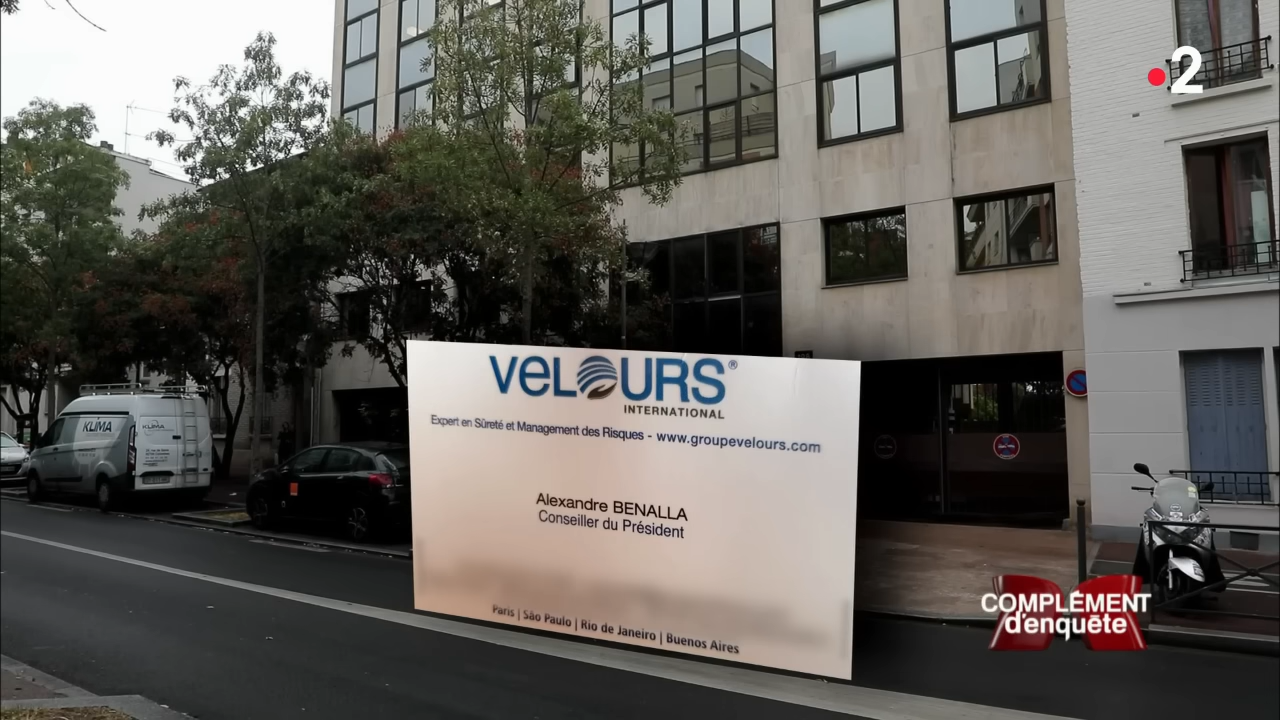 2
VELOURS®
INTERNATIONAL
Expert en Sûreté et Management des Risques - www.groupevelours.com
Alexandre BENALLA
Conseiller du Président
Paris | São Paulo | Rio de Janeiro | Buenos Aires
KLIMA
KLIMA
COMPLÉMENT
d'enquête